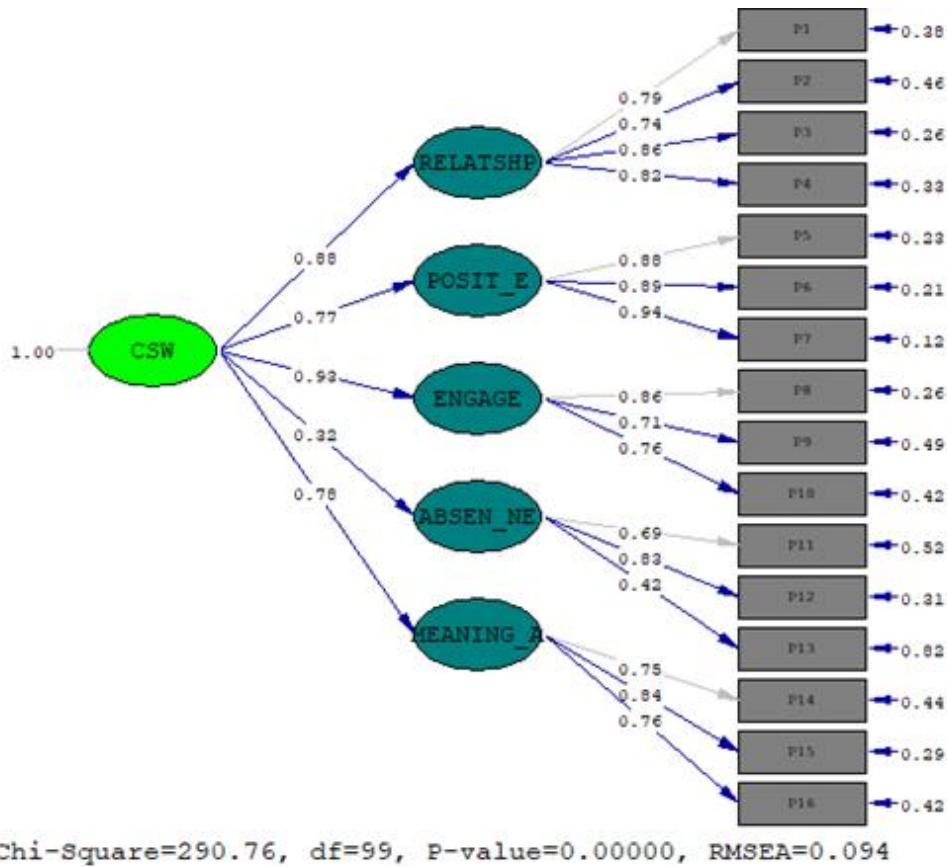 P1
0.38
P2
0.46
0.79
0.74
P3
0.26
0.86
RELATSHP
0.82
P4
0.33
P5
0.23
0.88
0.88
POSIT_E
0.89
P6
0.21
0.77
0.94
P7
0.12
1.00
CSW
0.93
0.86
P8
0.26
ENGAGE
0.71
P9
0.49
0.32
0.76
P10
0.42
0.78
ABSEN_NE
0.69
P11
0.52
0.83
0.42
P12
0.31
MEANING_A
P13
0.82
0.75
P14
0.44
0.84
0.76
P15
0.29
P16
0.42
Chi-Square=290.76, df=99, P-value=0.00000, RMSEA=0.094